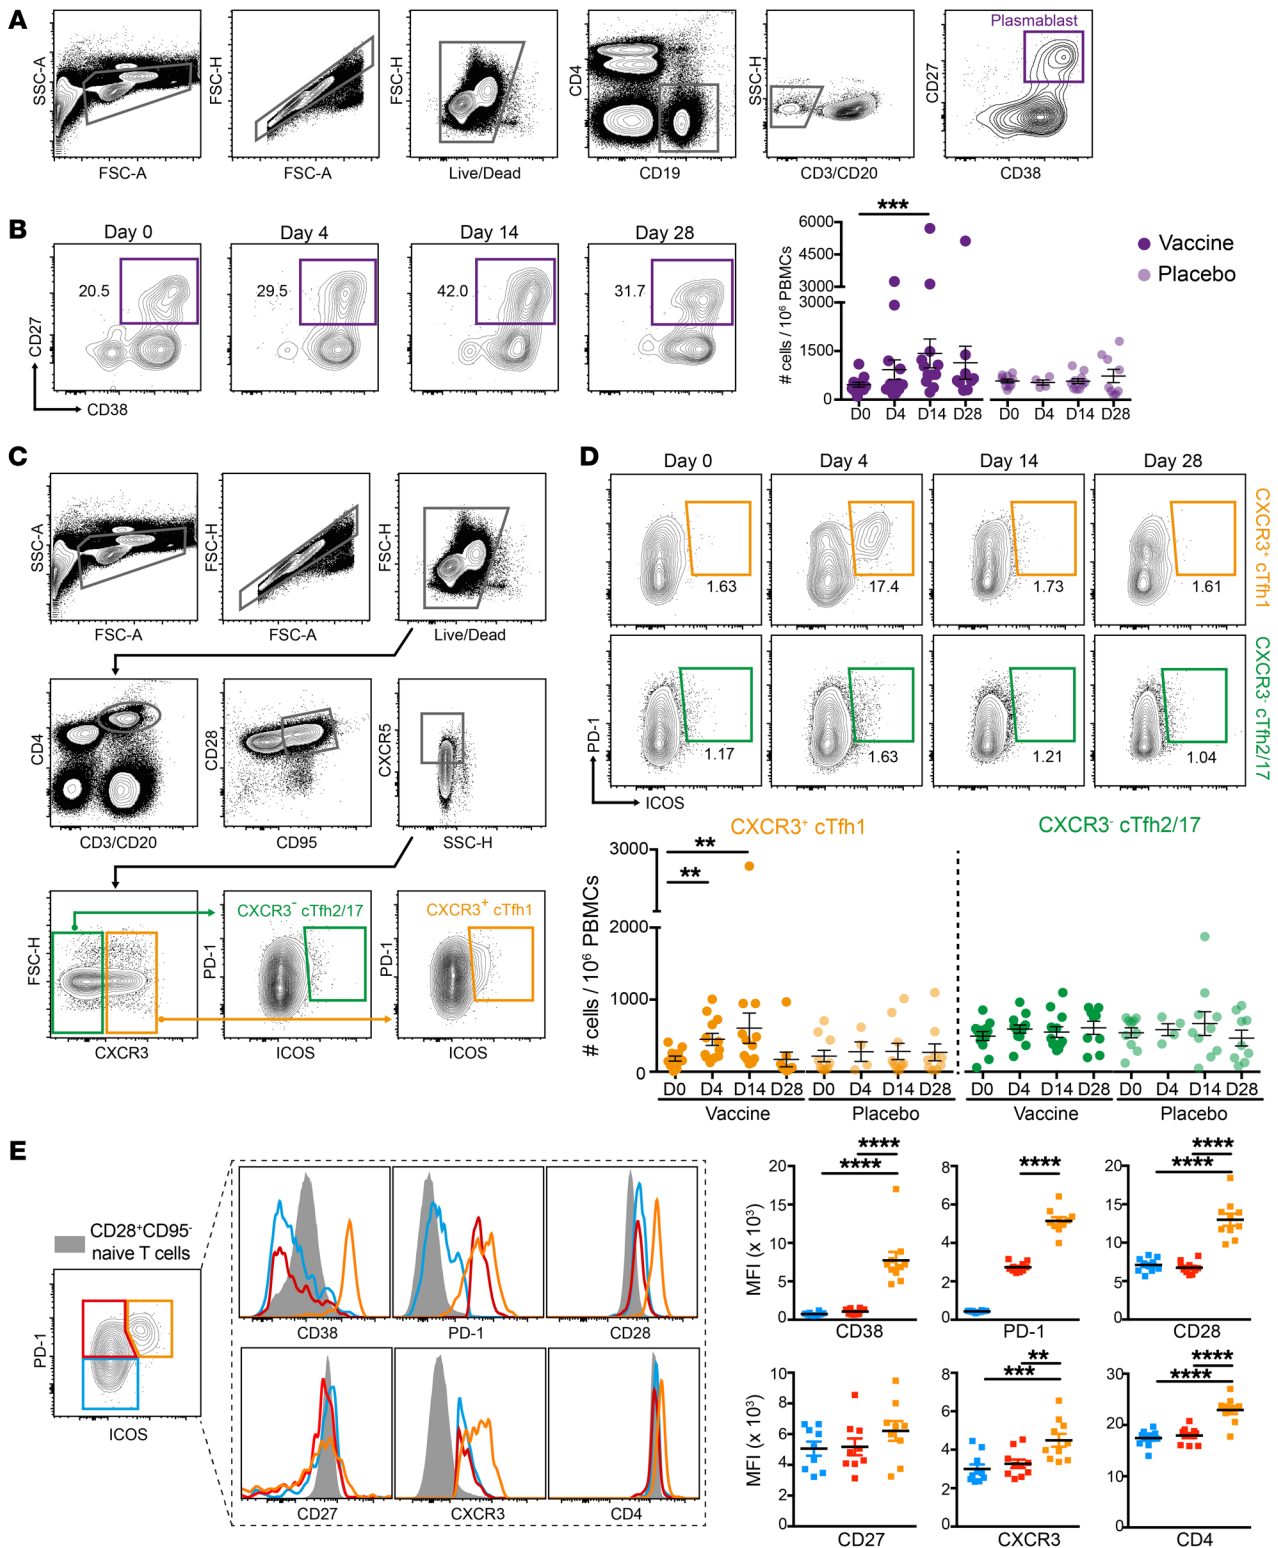 A
SSC-A
FSC-A
FSC-H
FSC-A
FSC-H
Live/Dead
CD4
CD19
SSC-H
CD3/CD20
Plasmablast
CD27
CD38
B
Day 0
Day 4
Day 14
Day 28
20.5
29.5
42.0
31.7
CD27
CD38
***
# cells / 10⁶ PBMCs
6000
4500
3000
3000
1500
0
D0 D4 D14 D28 D0 D4 D14 D28
Vaccine
Placebo
C
SSC-A
FSC-A
FSC-H
FSC-A
FSC-H
Live/Dead
CD4
CD3/CD20
CD28
CD95
CXCR5
SSC-H
FSC-H
CXCR3
CXCR3⁻ cTfh2/17
PD-1
ICOS
CXCR3⁺ cTfh1
PD-1
ICOS
D
Day 0
Day 4
Day 14
Day 28
1.63
17.4
1.73
1.61
CXCR3⁺ cTfh1
1.17
1.63
1.21
1.04
CXCR3⁻ cTfh2/17
PD-1
ICOS
CXCR3⁺ cTfh1
CXCR3⁻ cTfh2/17
**
**
# cells / 10⁶ PBMCs
3000
2000
1000
0
D0 D4 D14 D28 D0 D4 D14 D28 D0 D4 D14 D28 D0 D4 D14 D28
Vaccine Placebo Vaccine Placebo
E
CD28⁺CD95⁻
naive T cells
PD-1
ICOS
CD38
PD-1
CD28
CD27
CXCR3
CD4
MFI (x 10³)
20
15
10
5
0
****
****
CD38
8
6
4
2
0
****
PD-1
20
15
10
5
0
****
****
CD28
MFI (x 10³)
10
8
6
4
2
0
CD27
8
6
4
2
0
**
***
CXCR3
30
20
10
0
****
****
CD4